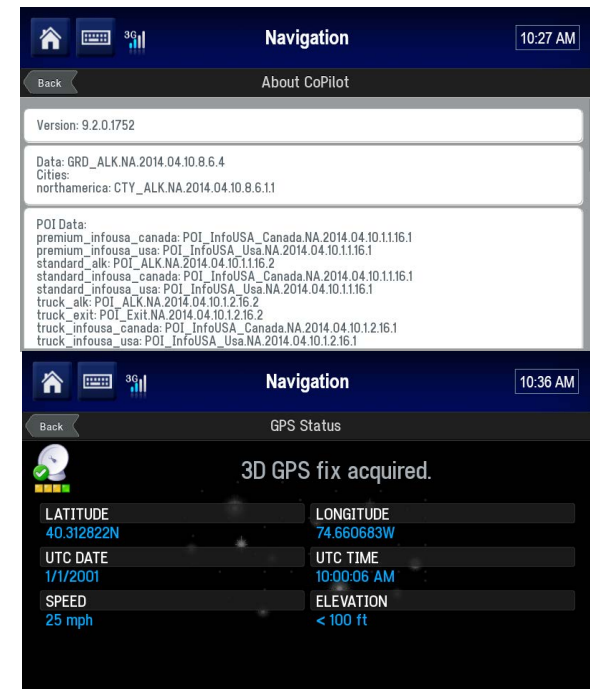 3G
Navigation
10:27 AM
Back
About CoPilot
Version: 9.2.0.1752
Data: GRD_ALK.NA.2014.04.10.8.6.4
Cities:
northamerica: CTY_ALK.NA.2014.04.10.8.6.1.1
POI Data:
premium_infousa_canada: POI_InfoUSA_Canada.NA.2014.04.10.1.1.16.1
premium_infousa_usa: POI_InfoUSA_Usa.NA.2014.04.10.1.1.16.1
standard_alk: POI_ALK.NA.2014.04.10.1.1.16.2
standard_infousa_canada: POI_InfoUSA_Canada.NA.2014.04.10.1.1.16.1
standard_infousa_usa: POI_InfoUSA_Usa.NA.2014.04.10.1.1.16.1
truck_alk: POI_ALK.NA.2014.04.10.1.2.16.2
truck_exit: POI_Exit.NA.2014.04.10.1.2.16.2
truck_infousa_canada: POI_InfoUSA_Canada.NA.2014.04.10.1.2.16.1
truck_infousa_usa: POI_InfoUSA_Usa.NA.2014.04.10.1.2.16.1
3G
Navigation
10:36 AM
Back
GPS Status
3D GPS fix acquired.
LATITUDE
LONGITUDE
40.312822N
74.660683W
UTC DATE
UTC TIME
1/1/2001
10:00:06 AM
SPEED
ELEVATION
25 mph
< 100 ft